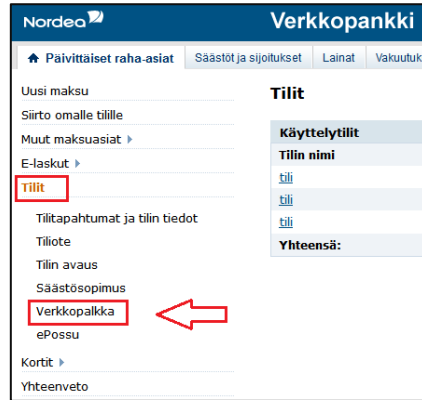 Nordea
Verkkopankki
Päivittäiset raha-asiat
Säästöt ja sijoitukset
Lainat
Vakuutuk
Uusi maksu
Siirto omalle tilille
Muut maksuasiat
E-laskut
Tilit
Tilitapahtumat ja tilin tiedot
Tiliote
Tilin avaus
Säästösopimus
Verkkopalkka
ePossu
Kortit
Yhteenveto
Tilit
Käyttelytilit
Tilin nimi
tili
tili
tili
Yhteensä: